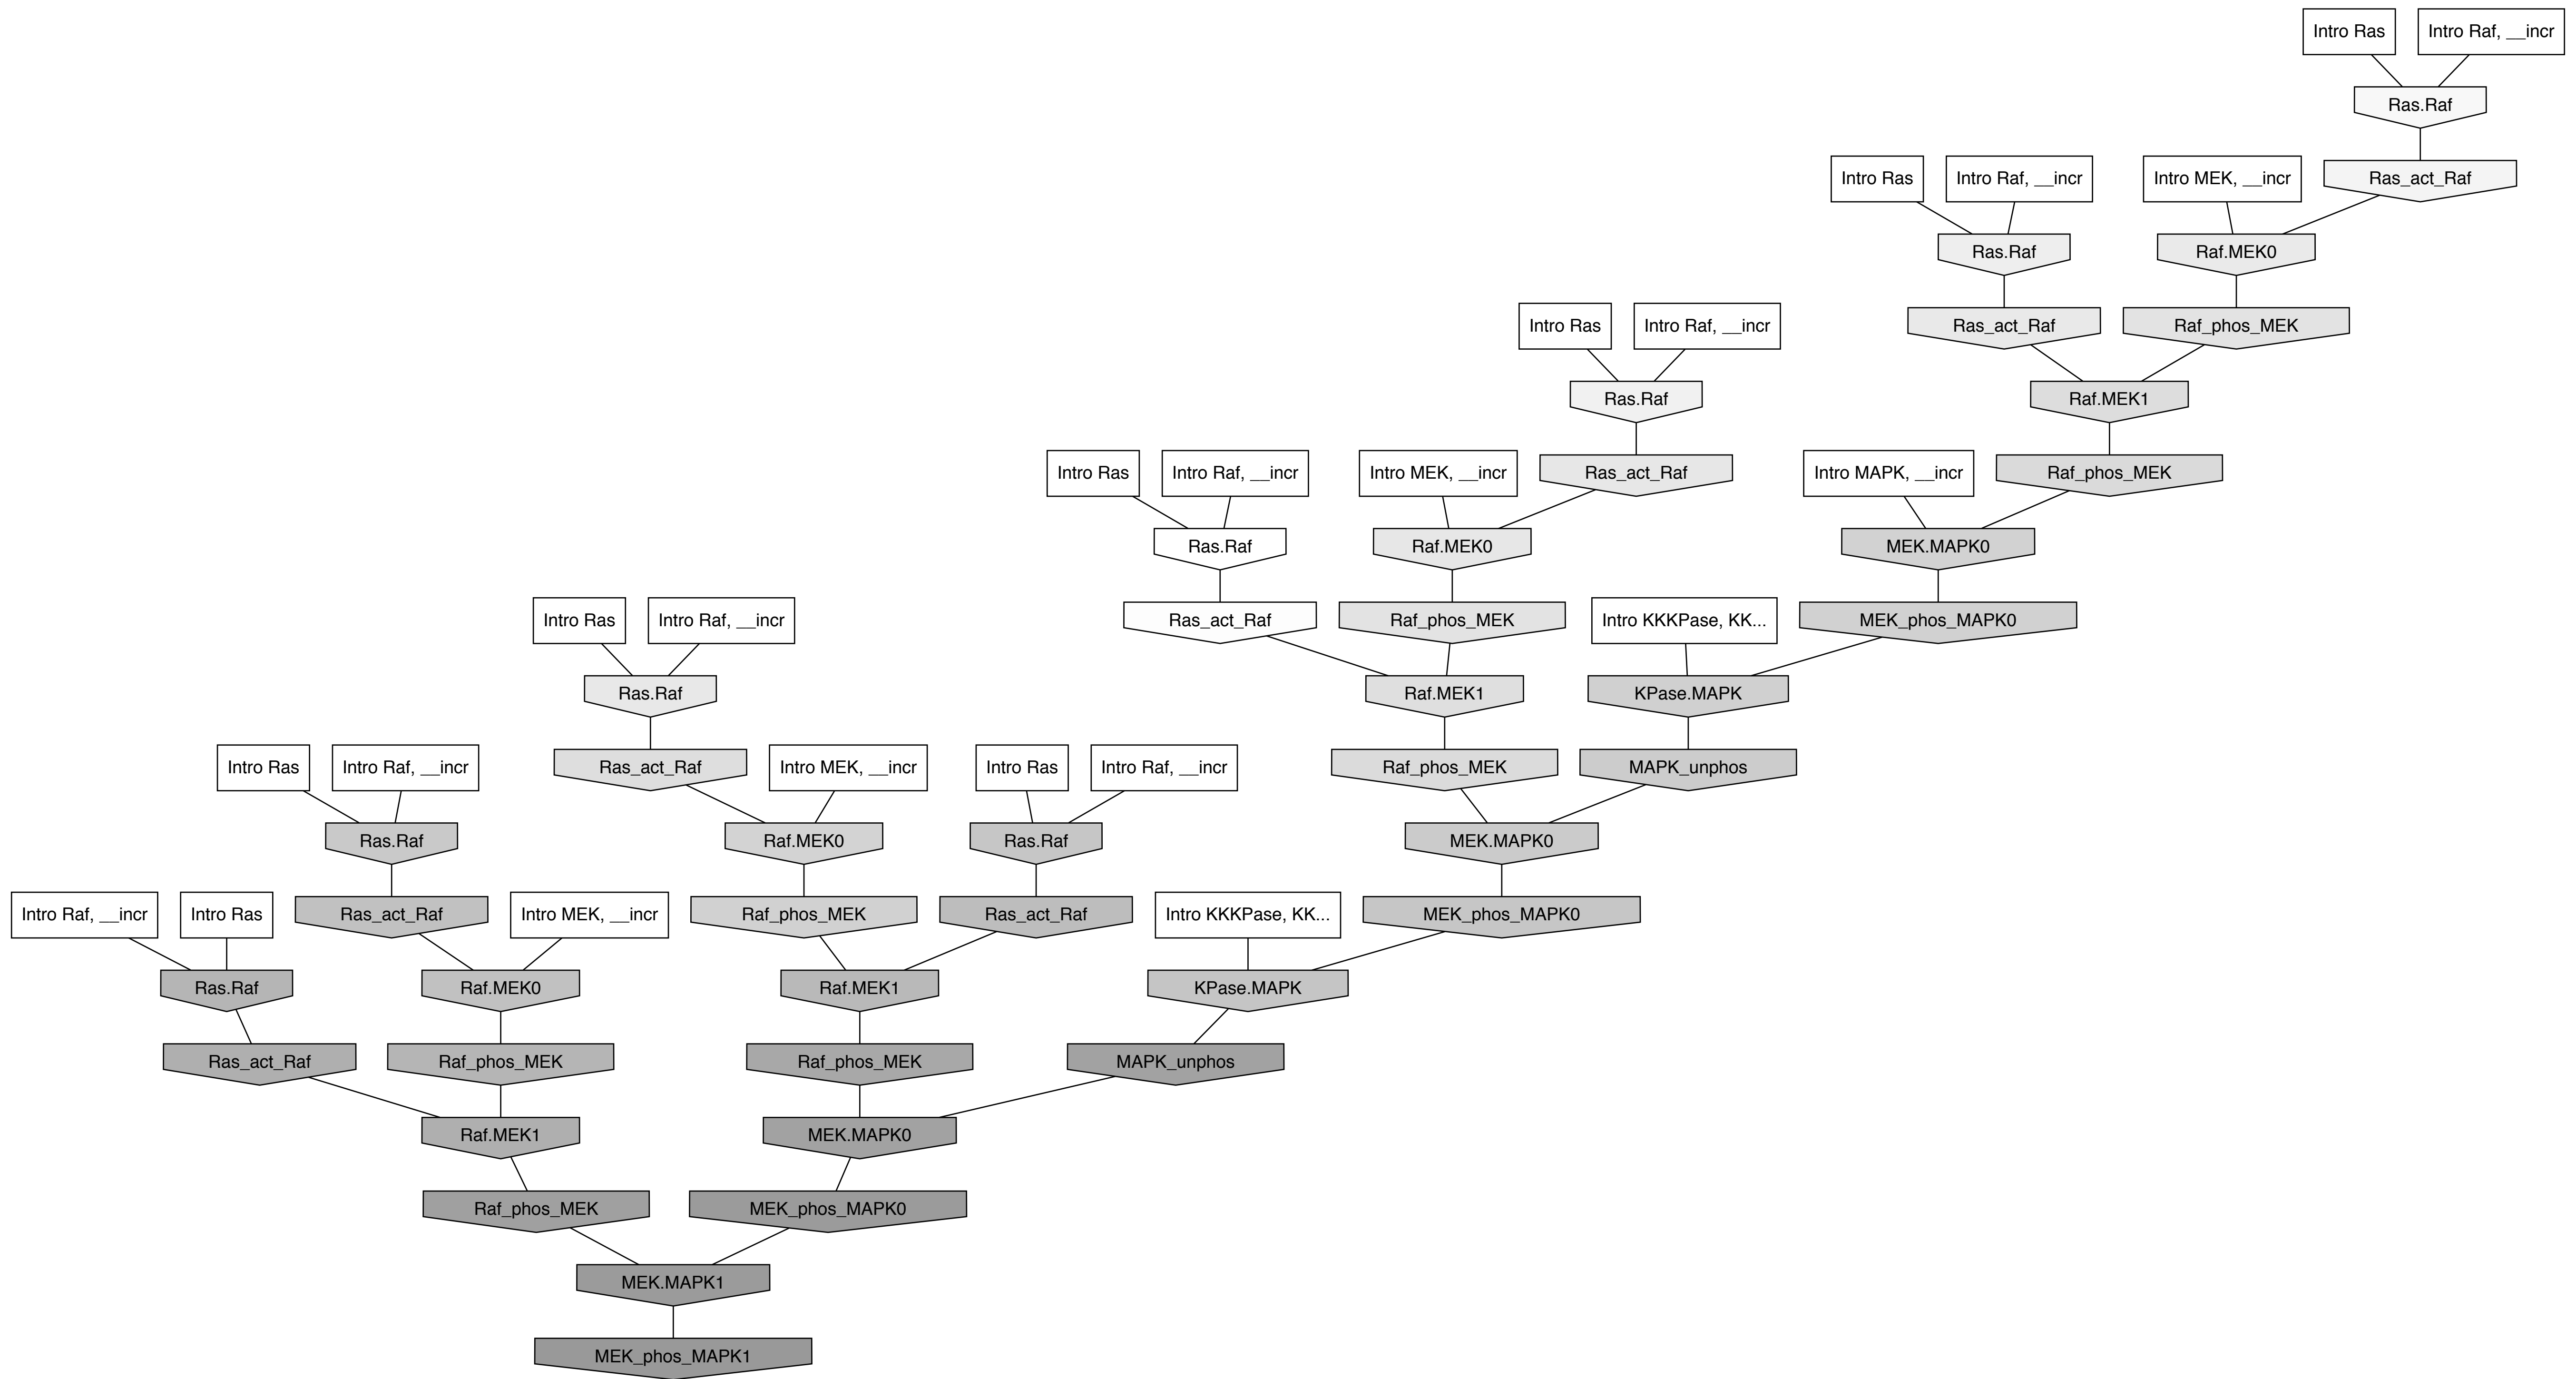 Intro Ras
Intro Raf, __incr
Ras.Raf
Intro Ras
Intro Raf, __incr
Intro MEK, __incr
Ras_act_Raf
Ras.Raf
Raf.MEK0
Intro Ras
Intro Raf, __incr
Ras_act_Raf
Raf_phos_MEK
Ras.Raf
Raf.MEK1
Intro Ras
Intro Raf, __incr
Intro MEK, __incr
Ras_act_Raf
Intro MAPK, __incr
Raf_phos_MEK
Ras.Raf
Raf.MEK0
MEK.MAPK0
Intro Ras
Intro Raf, __incr
Ras_act_Raf
Raf_phos_MEK
Intro KKKPase, KK...
MEK_phos_MAPK0
Ras.Raf
Raf.MEK1
KPase.MAPK
Intro Ras
Intro Raf, __incr
Ras_act_Raf
Intro MEK, __incr
Intro Ras
Intro Raf, __incr
Raf_phos_MEK
MAPK_unphos
Ras.Raf
Raf.MEK0
Ras.Raf
MEK.MAPK0
Intro Raf, __incr
Intro Ras
Ras_act_Raf
Intro MEK, __incr
Raf_phos_MEK
Ras_act_Raf
Intro KKKPase, KK...
MEK_phos_MAPK0
Ras.Raf
Raf.MEK0
Raf.MEK1
KPase.MAPK
Ras_act_Raf
Raf_phos_MEK
Raf_phos_MEK
MAPK_unphos
Raf.MEK1
MEK.MAPK0
Raf_phos_MEK
MEK_phos_MAPK0
MEK.MAPK1
MEK_phos_MAPK1